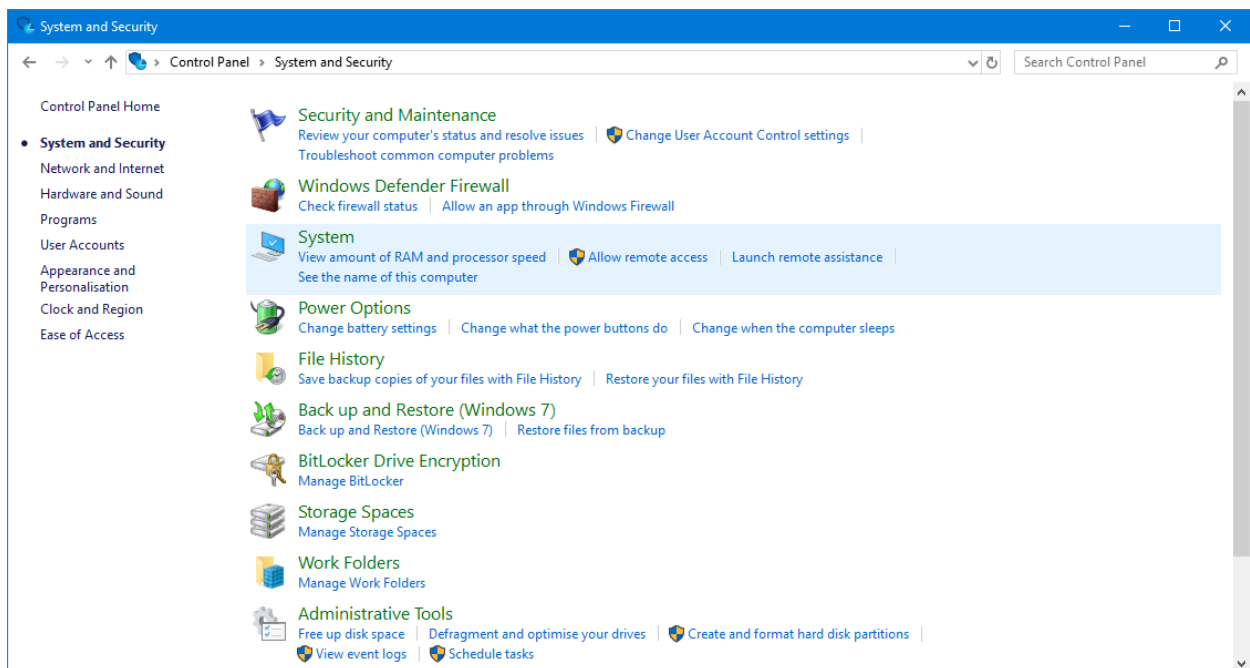 System and Security
Control Panel › System and Security
Search Control Panel
Control Panel Home
System and Security
Network and Internet
Hardware and Sound
Programs
User Accounts
Appearance and
Personalisation
Clock and Region
Ease of Access
Security and Maintenance
Review your computer's status and resolve issues Change User Account Control settings
Troubleshoot common computer problems
Windows Defender Firewall
Check firewall status Allow an app through Windows Firewall
System
View amount of RAM and processor speed Allow remote access Launch remote assistance
See the name of this computer
Power Options
Change battery settings Change what the power buttons do Change when the computer sleeps
File History
Save backup copies of your files with File History Restore your files with File History
Back up and Restore (Windows 7)
Back up and Restore (Windows 7) Restore files from backup
BitLocker Drive Encryption
Manage BitLocker
Storage Spaces
Manage Storage Spaces
Work Folders
Manage Work Folders
Administrative Tools
Free up disk space Defragment and optimise your drives Create and format hard disk partitions
View event logs Schedule tasks